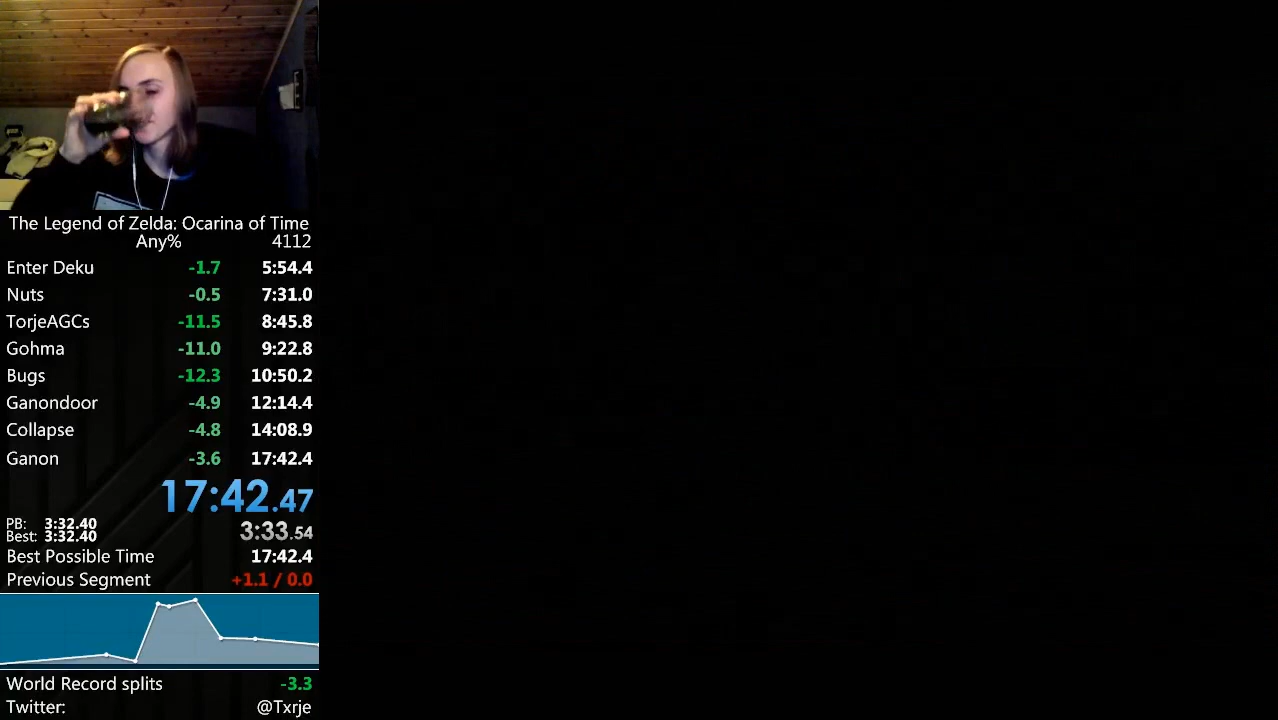 The Legend of Zelda: Ocarina of Time
Any% 4112
Enter Deku -1.7 5:54.4
Nuts -0.5 7:31.0
TorjeAGCs -11.5 8:45.8
Gohma -11.0 9:22.8
Bugs -12.3 10:50.2
Ganondoor -4.9 12:14.4
Collapse -4.8 14:08.9
Ganon -3.6 17:42.4
17:42.47
PB: 3:32.40
Best: 3:32.40
3:33.54
Best Possible Time 17:42.4
Previous Segment +1.1 / 0.0
World Record splits -3.3
Twitter: @Txrje